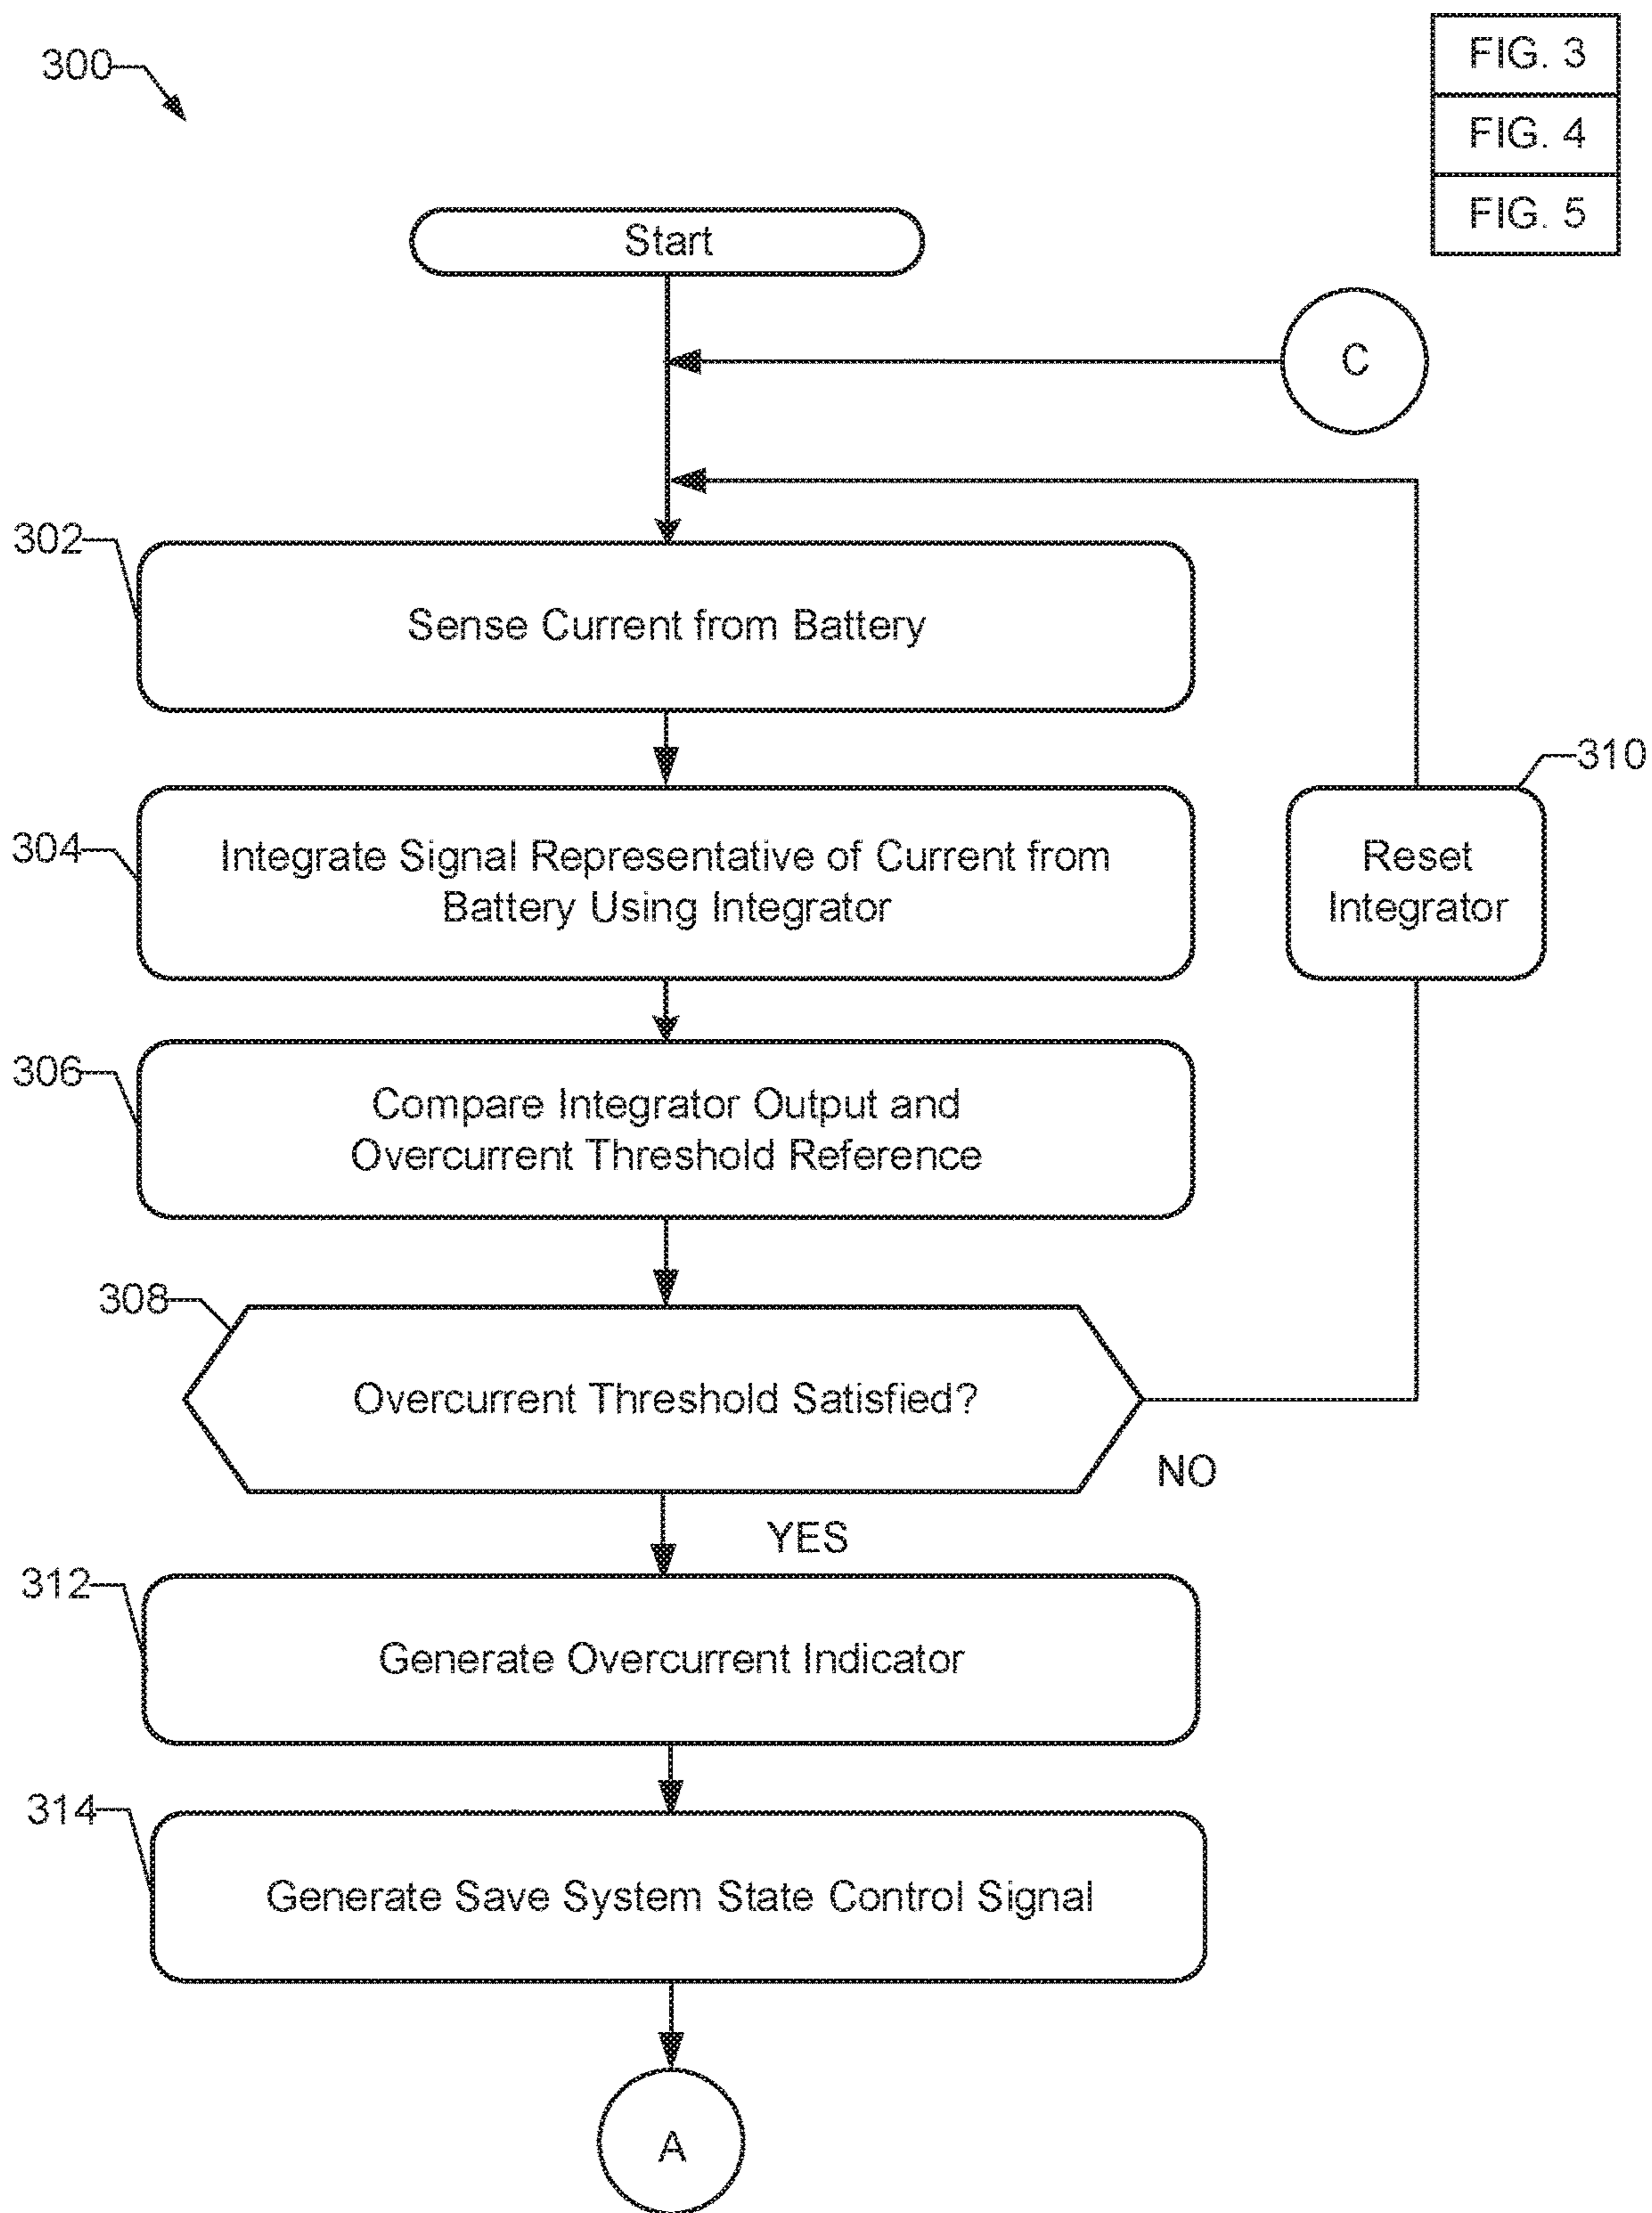 300
FIG. 3
FIG. 4
FIG. 5
Start
C
302
Sense Current from Battery
304
Integrate Signal Representative of Current from
Battery Using Integrator
310
Reset
Integrator
306
Compare Integrator Output and
Overcurrent Threshold Reference
308
Overcurrent Threshold Satisfied?
NO
YES
312
Generate Overcurrent Indicator
314
Generate Save System State Control Signal
A